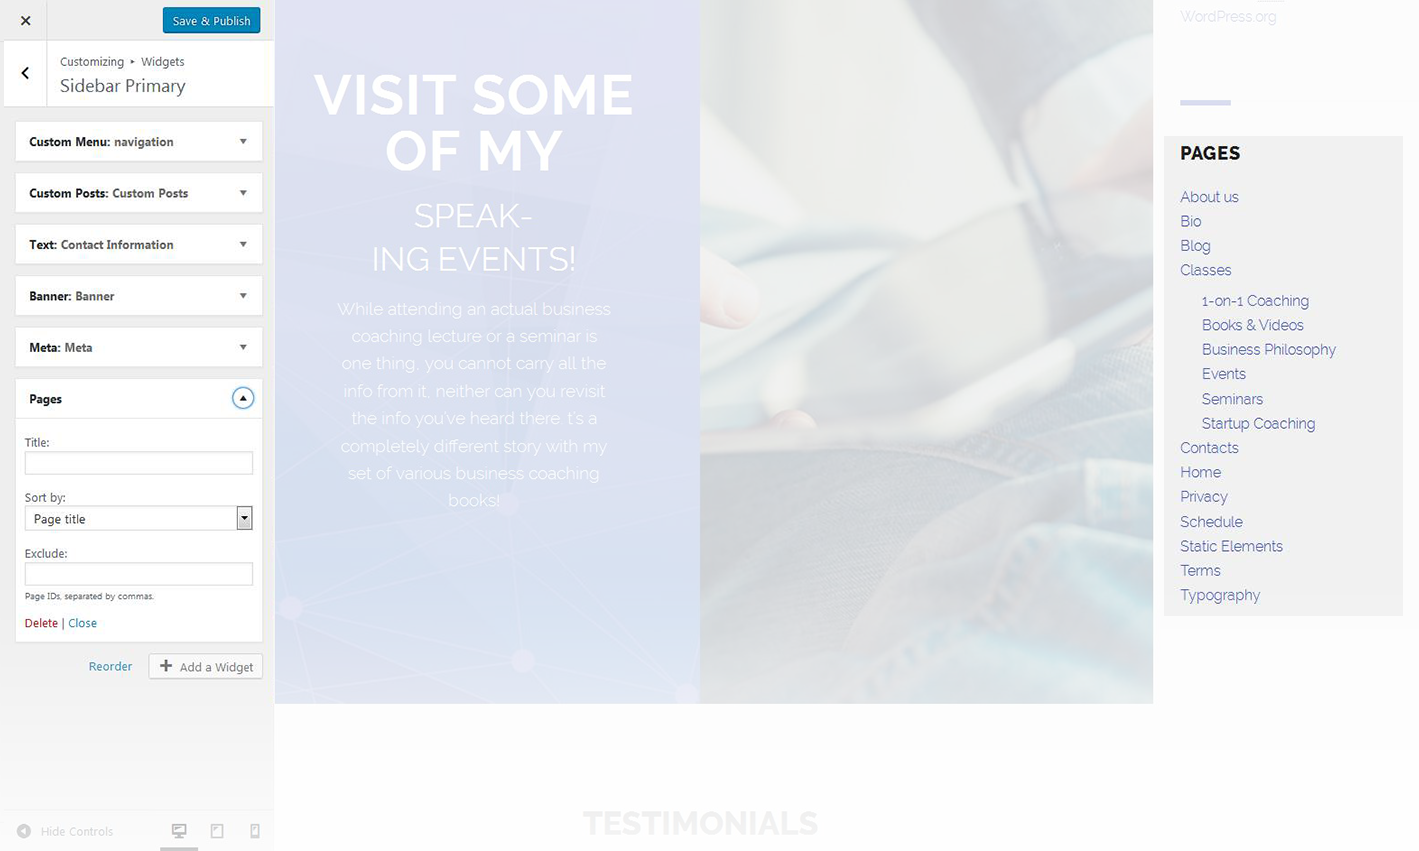 Save & Publish
Customizing ▸ Widgets
Sidebar Primary
Custom Menu: navigation
Custom Posts: Custom Posts
Text: Contact Information
Banner: Banner
Meta: Meta
Pages
Title:
Sort by:
Page title
Exclude:
Page IDs, separated by commas.
Delete | Close
Reorder
Add a Widget
Hide Controls
VISIT SOME
OF MY
SPEAK-
ING EVENTS!
While attending an actual business
coaching lecture or a seminar is
one thing, you cannot carry all the
info from it, neither can you revisit
the info you've heard there. t's a
completely different story with my
set of various business coaching
books!
TESTIMONIALS
WordPress.org
PAGES
About us
Bio
Blog
Classes
1-on-1 Coaching
Books & Videos
Business Philosophy
Events
Seminars
Startup Coaching
Contacts
Home
Privacy
Schedule
Static Elements
Terms
Typography